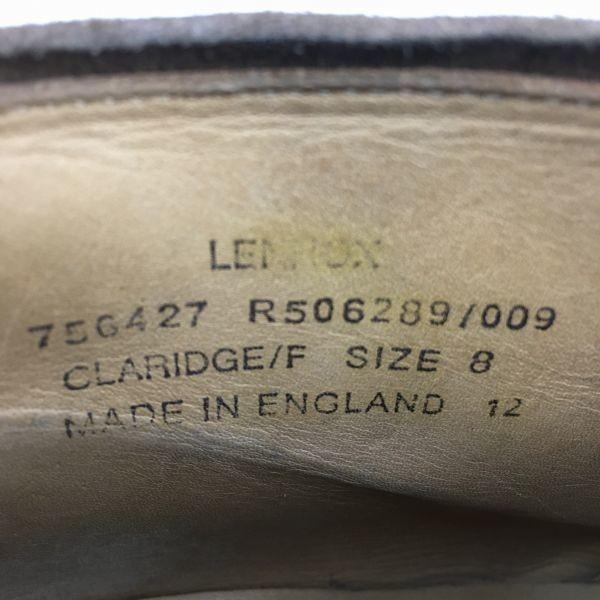 LENNOX
756427 R506289/009
CLARIDGE/F SIZE 8
MADE IN ENGLAND 12